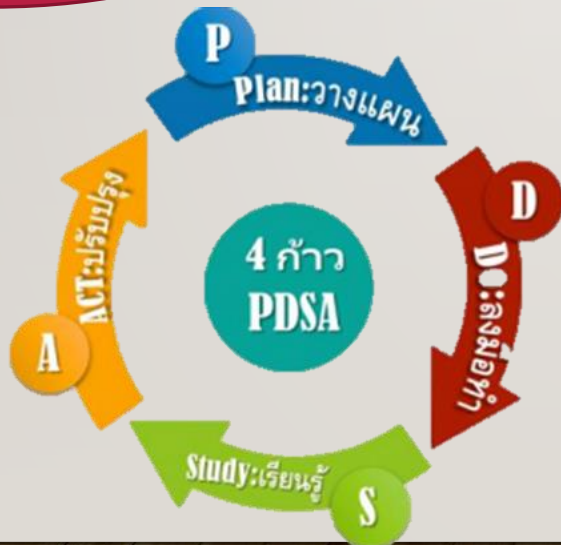 P
Plan:วางแผน
D
DO:ลงมือทำ
4 ก้าว
PDSA
S
Study:เรียนรู้
A
ACT:ปรับปรุง